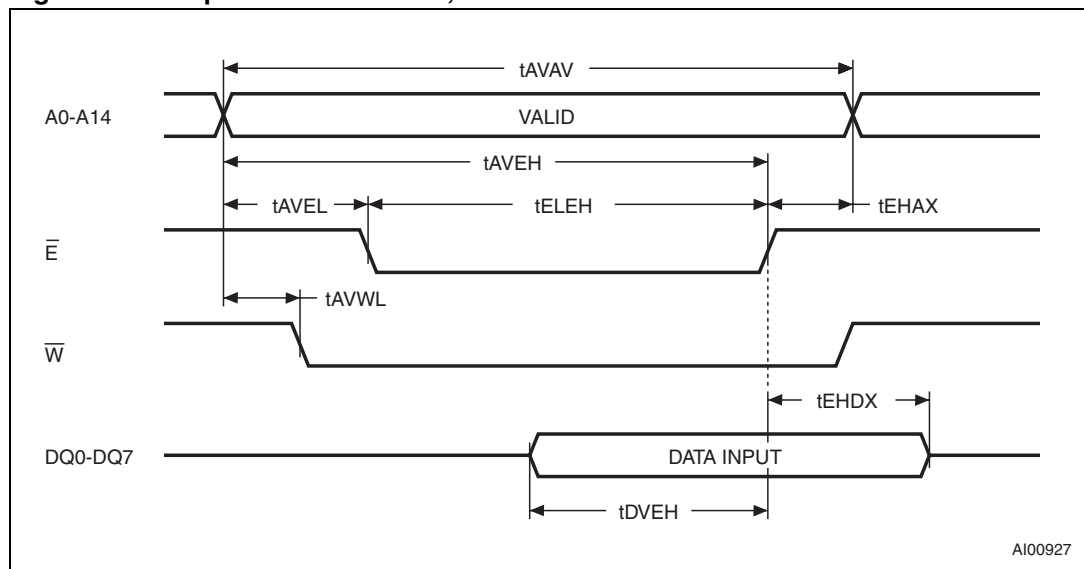 tAVAV
A0-A14
VALID
tAVEH
tAVEL
tELEH
tEHAX
E̅
tAVWL
W̅
tEHDX
DQ0-DQ7
DATA INPUT
tDVEH
AI00927